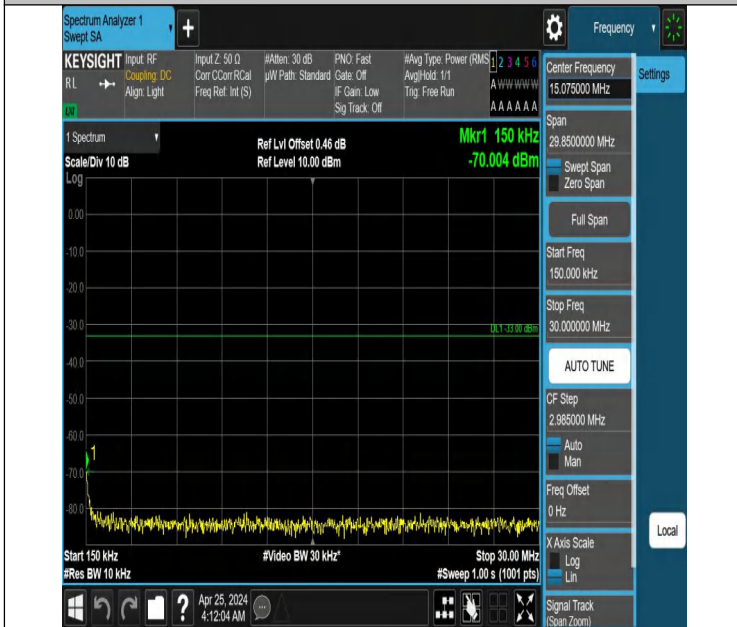 Spectrum Analyzer 1
Swept SA
+
Frequency
KEYSIGHT
RL
LXI
Input: RF
Coupling: DC
Align: Light
Input Z: 50 Ω
Corr CCorr RCal
Freq Ref: Int (S)
#Atten: 30 dB
µW Path: Standard
PNO: Fast
Gate: Off
IF Gain: Low
Sig Track: Off
#Avg Type: Power (RMS
Avg|Hold: 1/1
Trig: Free Run
1 2 3 4 5 6
A W W W W W
A A A A A A
1 Spectrum
Scale/Div 10 dB
Log
Ref Lvl Offset 0.46 dB
Ref Level 10.00 dBm
Mkr1 150 kHz
-70.004 dBm
0.00
-10.0
-20.0
-30.0
DL1 -33.00 dBm
-40.0
-50.0
-60.0
1
-70.0
-80.0
Start 150 kHz
#Video BW 30 kHz*
Stop 30.00 MHz
#Res BW 10 kHz
#Sweep 1.00 s (1001 pts)
?
Apr 25, 2024
4:12:04 AM
Center Frequency
15.075000 MHz
Settings
Span
29.8500000 MHz
Swept Span
Zero Span
Full Span
Start Freq
150.000 kHz
Stop Freq
30.000000 MHz
AUTO TUNE
CF Step
2.985000 MHz
Auto
Man
Freq Offset
0 Hz
Local
X Axis Scale
Log
Lin
Signal Track
(Span Zoom)